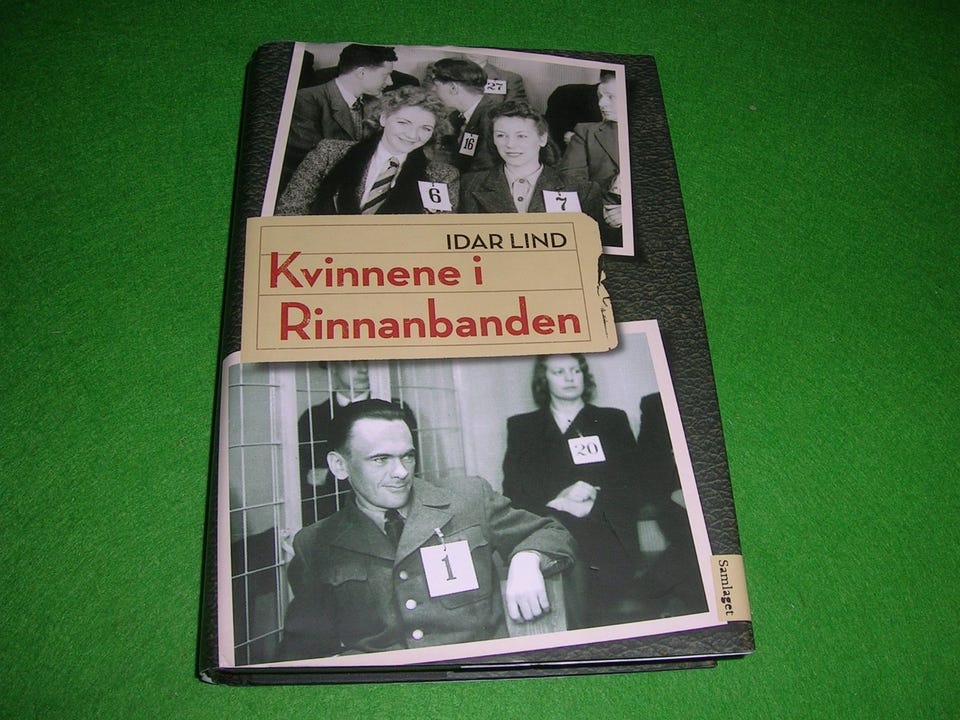 27
16
6
7
IDAR LIND
Kvinnene i
Rinnanbanden
20
1
Samlaget